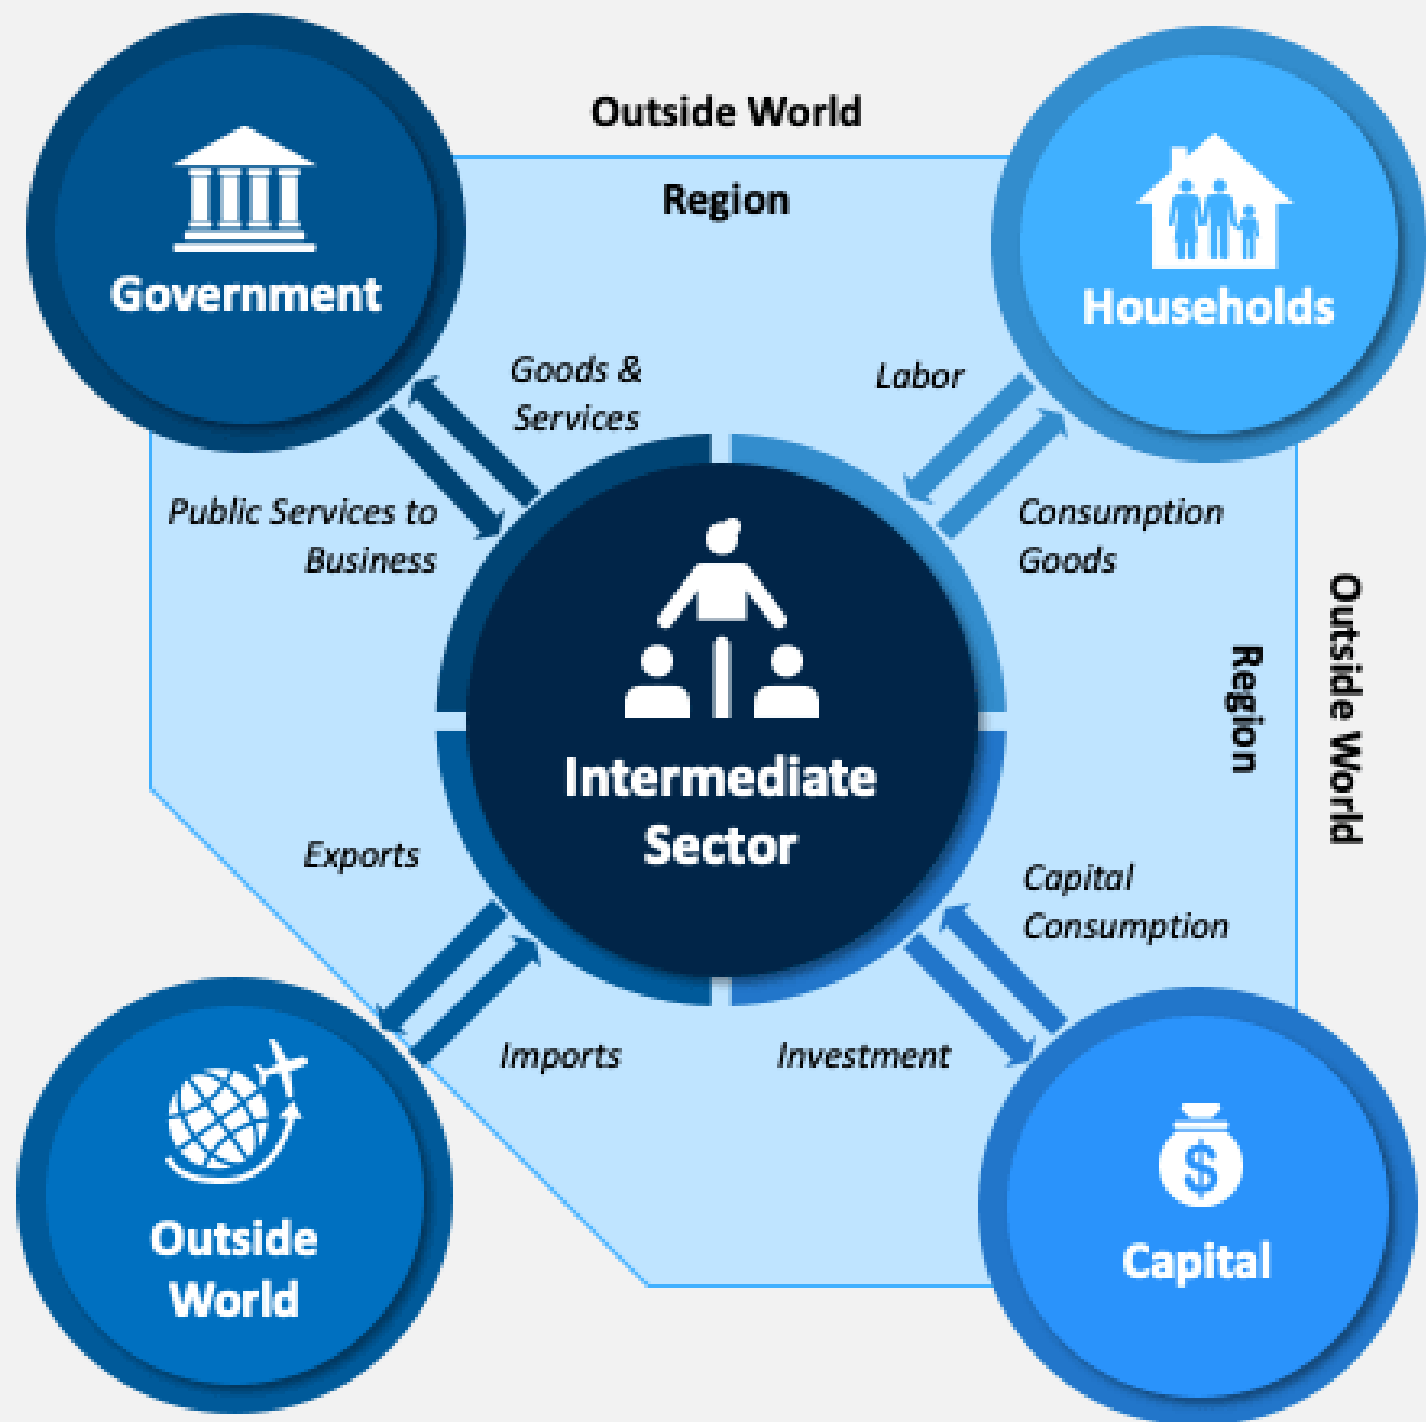 Outside World
Region
Government
Households
Goods &
Services
Labor
Public Services to
Business
Consumption
Goods
Outside World
Region
Intermediate
Sector
Exports
Capital
Consumption
Imports
Investment
$
Outside
World
Capital